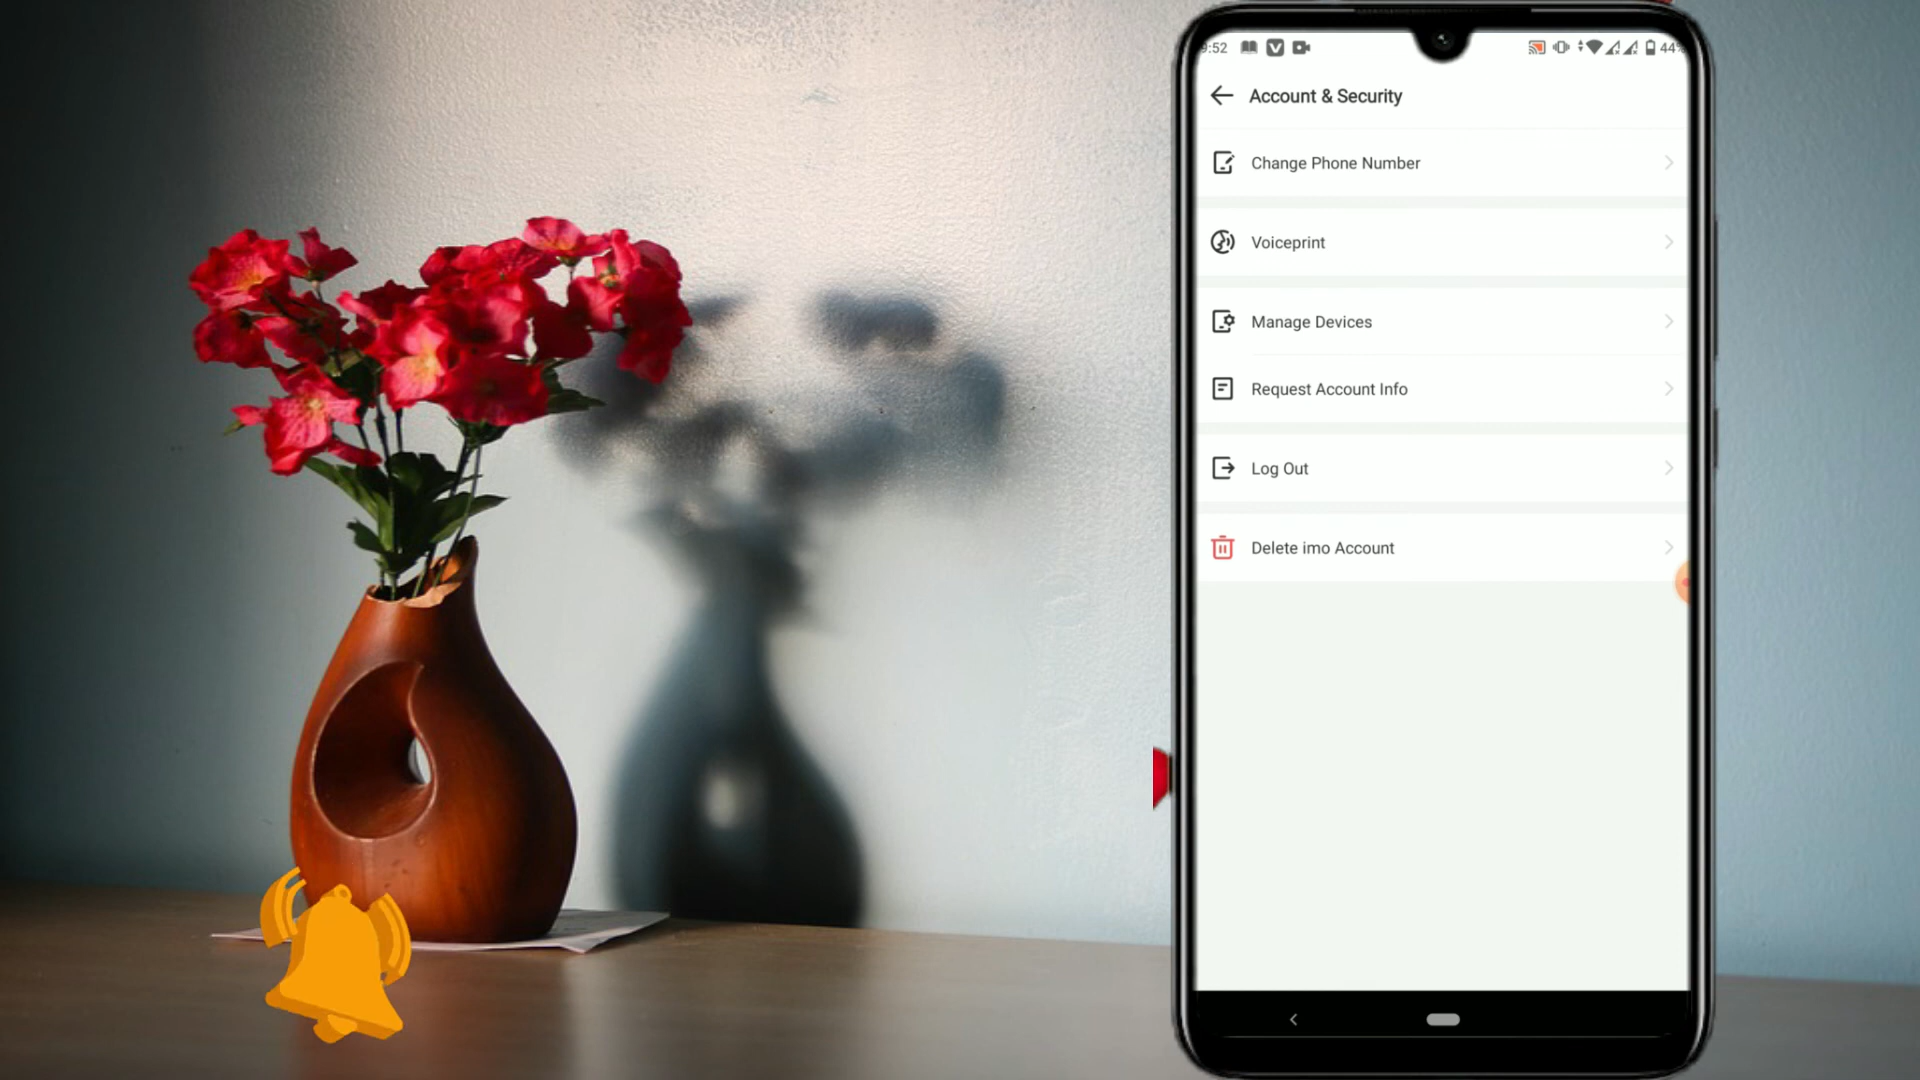 9:52 44%
Account & Security
Change Phone Number
Voiceprint
Manage Devices
Request Account Info
Log Out
Delete imo Account